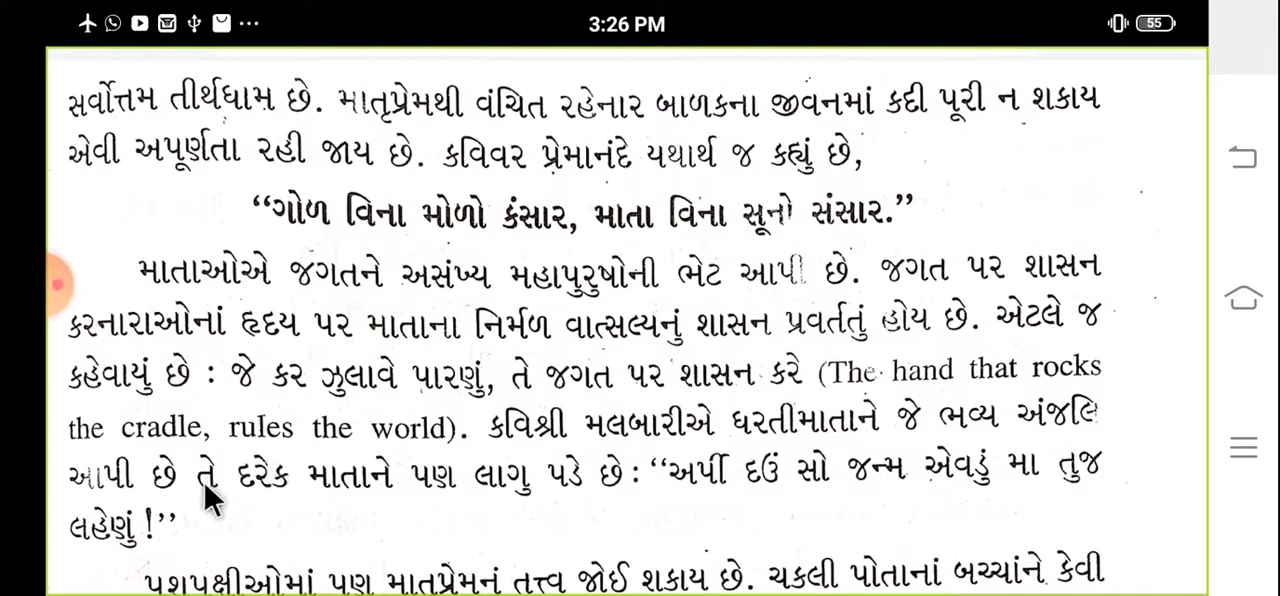 3:26 PM
55
સર્વોત્તમ તીર્થધામ છે. માતૃપ્રેમથી વંચિત રહેનાર બાળકના જીવનમાં કદી પૂરી ન શકાય
એવી અપૂર્ણતા રહી જાય છે. કવિવર પ્રેમાનંદે યથાર્થ જ કહ્યું છે,
“ગોળ વિના મોળો કંસાર, માતા વિના સૂનો સંસાર.”
માતાઓએ જગતને અસંખ્ય મહાપુરુષોની ભેટ આપી છે. જગત પર શાસન
કરનારાઓનાં હૃદય પર માતાના નિર્મળ વાત્સલ્યનું શાસન પ્રવર્તતું હોય છે. એટલે જ
કહેવાયું છે : જે કર ઝુલાવે પારણું, તે જગત પર શાસન કરે (The hand that rocks
the cradle, rules the world). કવિશ્રી મલબારીએ ધરતીમાતાને જે ભવ્ય અંજલિ
આપી છે તે દરેક માતાને પણ લાગુ પડે છે : “અર્પી દઉં સો જન્મ એવડું મા તુજ
લહેણું !”
પશુપક્ષીઓમાં પણ માતૃપ્રેમનું તત્ત્વ જોઈ શકાય છે. ચકલી પોતાનાં બચ્ચાંને કેવી